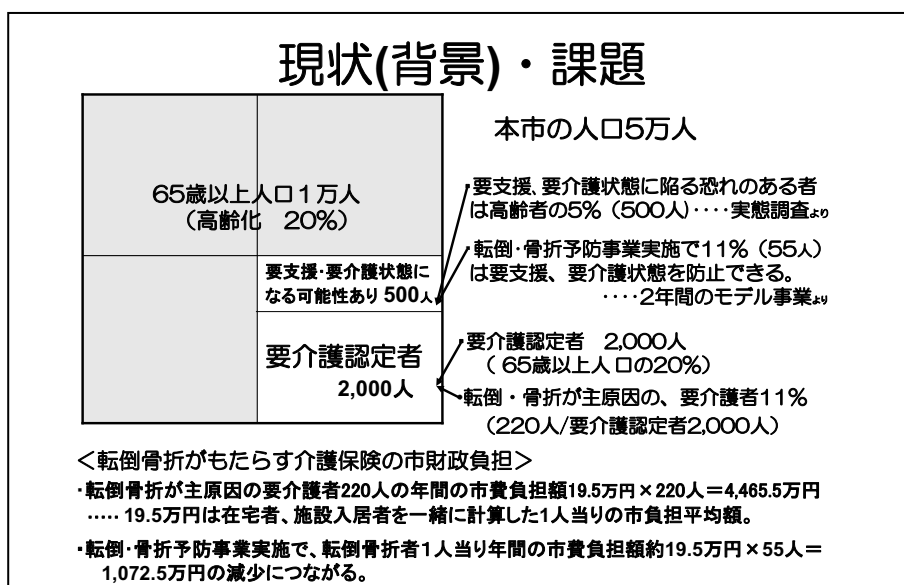 現状(背景)・課題
本市の人口5万人
65歳以上人口1万人
(高齢化 20%)
要支援、要介護状態に陥る恐れのある者
は高齢者の5%(500人)‥‥実態調査より
・転倒・骨折予防事業実施で11%(55人)
は要支援、要介護状態を防止できる。
‥‥2年間のモデル事業より
要支援・要介護状態に
なる可能性あり 500人
要介護認定者
2,000人
・要介護認定者 2,000人
(65歳以上人口の20%)
・転倒・骨折が主原因の、要介護者11%
(220人/要介護認定者2,000人)
<転倒骨折がもたらす介護保険の市財政負担>
・転倒骨折が主原因の要介護者220人の年間の市費負担額19.5万円×220人=4,465.5万円
‥‥‥ 19.5万円は在宅者、施設入居者を一緒に計算した1人当りの市負担平均額。
・転倒・骨折予防事業実施で、転倒骨折者1人当り年間の市費負担額約19.5万円×55人=
1,072.5万円の減少につながる。